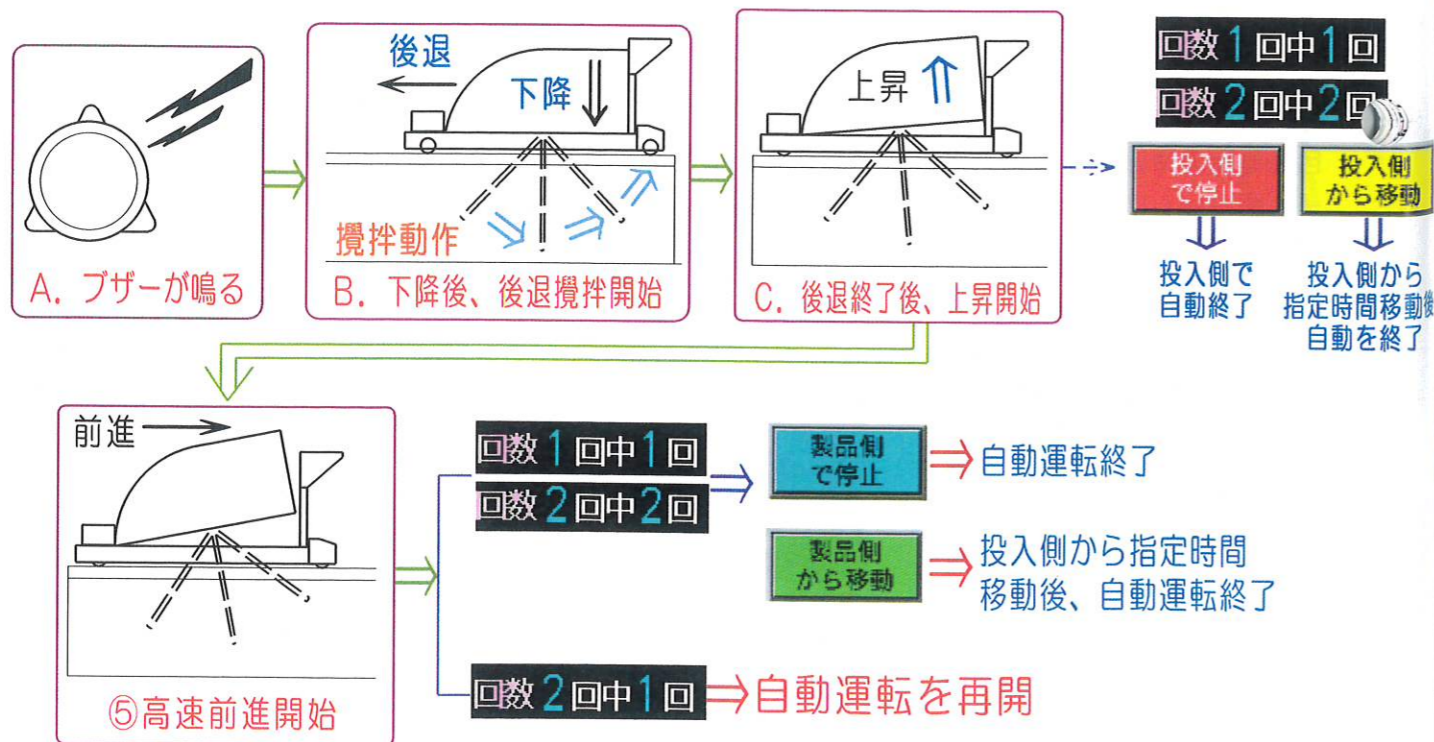 A. ブザーが鳴る
後退
下降
攪拌動作
B. 下降後、後退攪拌開始
上昇
C. 後退終了後、上昇開始
回数1回中1回
回数2回中2回
投入側
で停止
投入側
から移動
投入側で
自動終了
投入側から
指定時間移動後
自動を終了
前進
⑤高速前進開始
回数1回中1回
回数2回中2回
製品側
で停止
自動運転終了
製品側
から移動
投入側から指定時間
移動後、自動運転終了
回数2回中1回
自動運転を再開